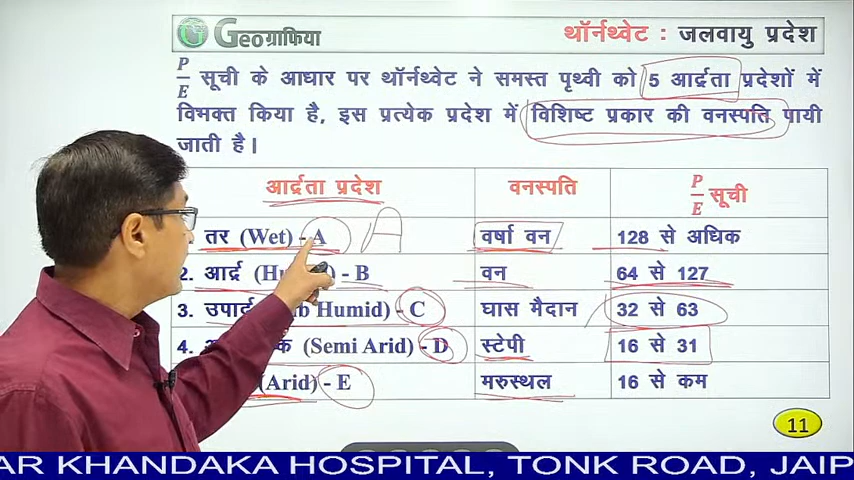 Geoग्राफिया
थॉर्नथ्वेट : जलवायु प्रदेश
P/E सूची के आधार पर थॉर्नथ्वेट ने समस्त पृथ्वी को 5 आर्द्रता प्रदेशों में
विभक्त किया है, इस प्रत्येक प्रदेश में विशिष्ट प्रकार की वनस्पति पायी
जाती है।
आर्द्रता प्रदेश वनस्पति P/E सूची
तर (Wet) - A A वर्षा वन 128 से अधिक
2. आर्द्र - B वन 64 से 127
3. Humid) - C घास मैदान 32 से 63
4. (Semi Arid) - D स्टेपी 16 से 31
(Arid) - E मरुस्थल 16 से कम
11
AR KHANDAKA HOSPITAL, TONK ROAD, JAIP